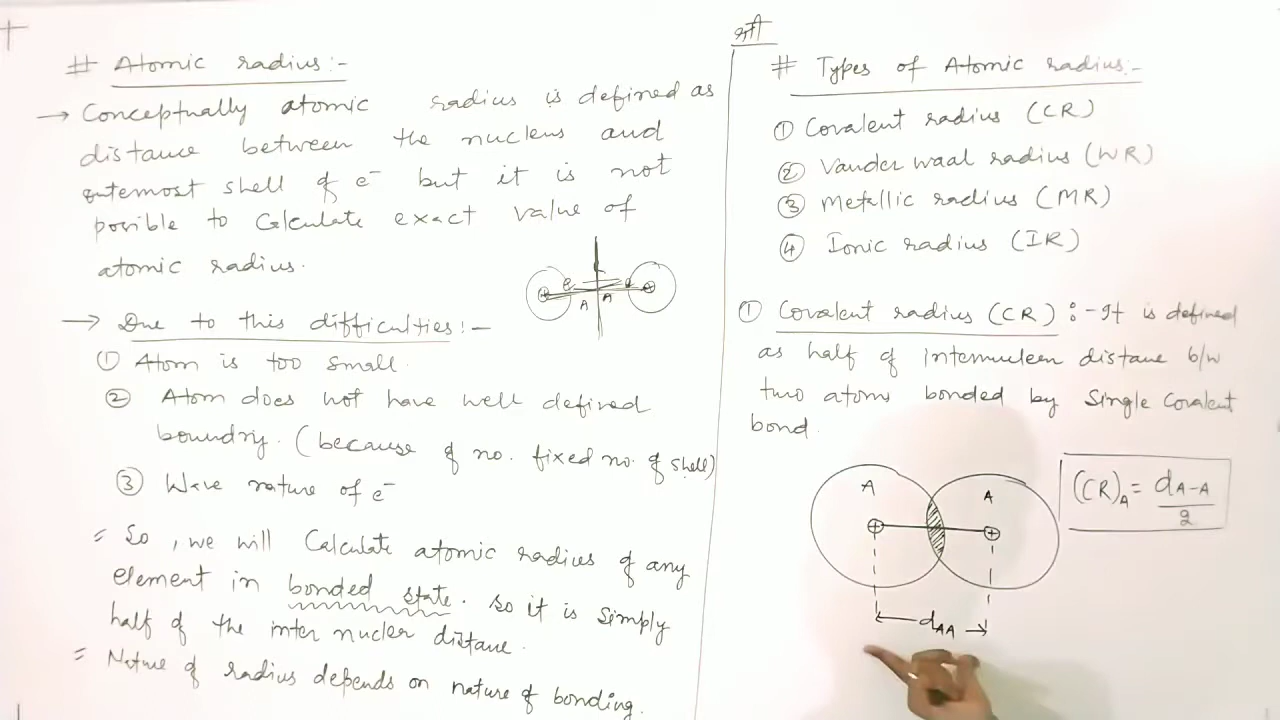 # Atomic radius:-
→ Conceptually atomic radius is defined as
distance between the nucleus and
outemost shell of e⁻ but it is not
posible to Calculate exact value of
atomic radius.
e e
A A
→ Due to this difficulties:-
① Atom is too small.
② Atom does not have well defined
boundry. (because of no. fixed no. of shell)
③ Wave nature of e⁻
= So, we will Calculate atomic radius of any
element in bonded state. so it is simply
half of the inter nucler distane.
= Nature of radius depends on nature of bonding.
# Types of Atomic radius:-
① Covalent radius (CR)
② Vander waal radius (WR)
③ Metallic radius (MR)
④ Ionic radius (IR)
① Covalent radius (CR) :- It is defined
as half of internucleen distane b/w
two atoms bonded by Single Covalent
bond.
A A
(CR)A = dA-A/2
dAA